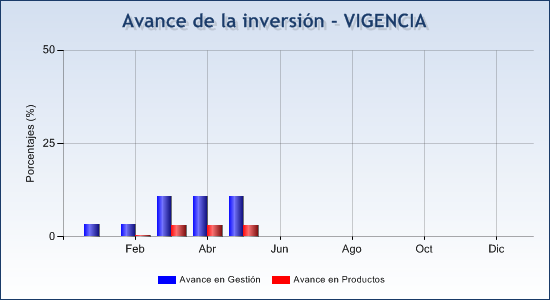 Avance de la inversión - VIGENCIA
50
25
0
Porcentajes (%)
Feb Abr Jun Ago Oct Dic
Avance en Gestión Avance en Productos